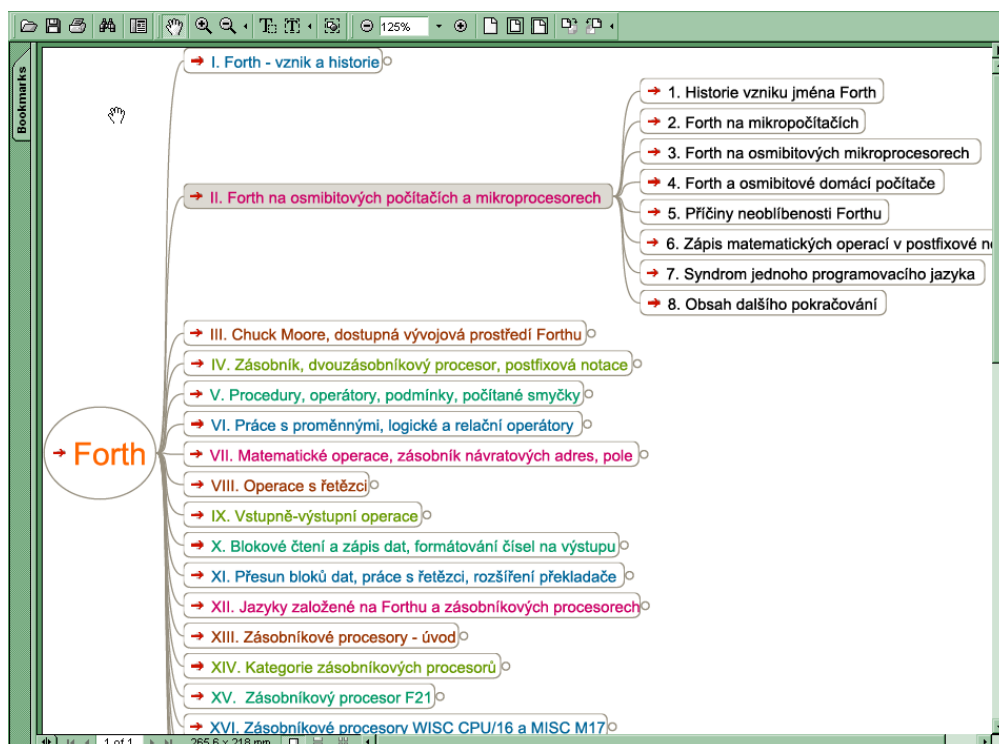 125%
Bookmarks
I. Forth - vznik a historie
1. Historie vzniku jména Forth
2. Forth na mikropočítačích
3. Forth na osmibitových mikroprocesorech
II. Forth na osmibitových počítačích a mikroprocesorech
4. Forth a osmibitové domácí počítače
5. Příčiny neoblíbenosti Forthu
6. Zápis matematických operací v postfixové
7. Syndrom jednoho programovacího jazyka
8. Obsah dalšího pokračování
III. Chuck Moore, dostupná vývojová prostředí Forthu
IV. Zásobník, dvouzásobníkový procesor, postfixová notace
V. Procedury, operátory, podmínky, počítané smyčky
VI. Práce s proměnnými, logické a relační operátory
Forth
VII. Matematické operace, zásobník návratových adres, pole
VIII. Operace s řetězci
IX. Vstupně-výstupní operace
X. Blokové čtení a zápis dat, formátování čísel na výstupu
XI. Přesun bloků dat, práce s řetězci, rozšíření překladače
XII. Jazyky založené na Forthu a zásobníkových procesorech
XIII. Zásobníkové procesory - úvod
XIV. Kategorie zásobníkových procesorů
XV. Zásobníkový procesor F21
XVI. Zásobníkové procesory WISC CPU/16 a MISC M17
1 of 1
265,6 x 218 mm